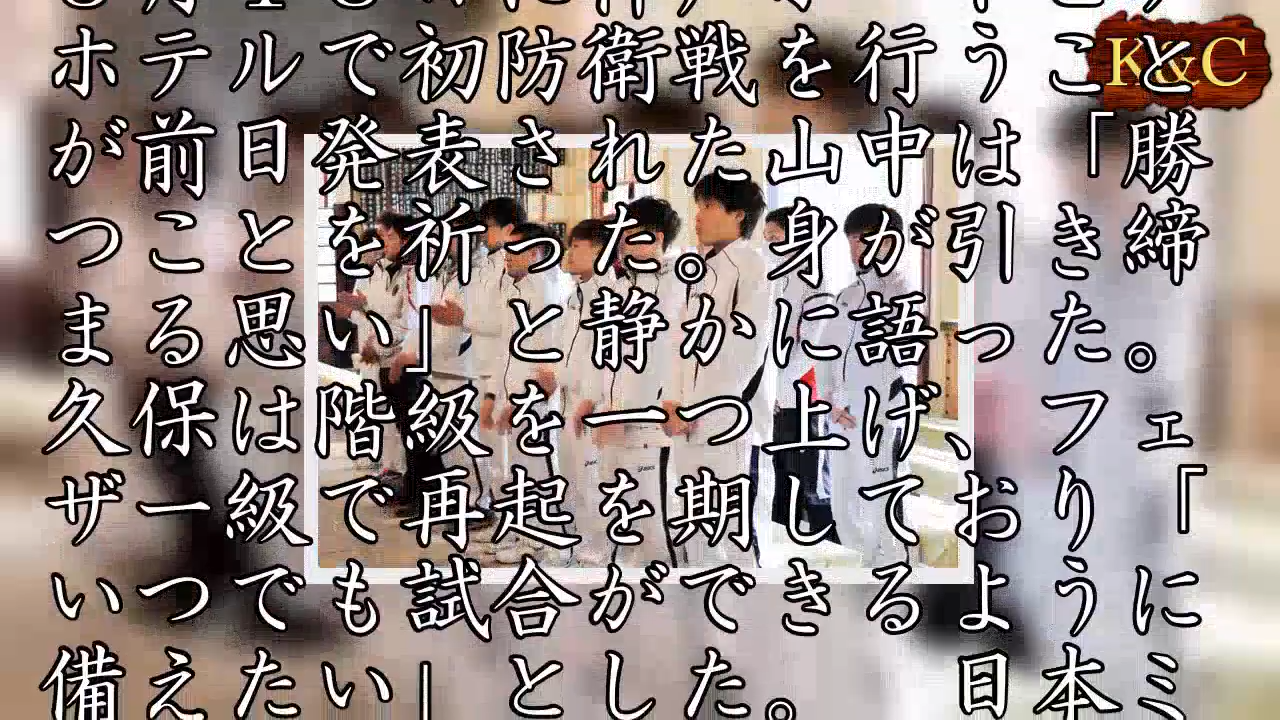 ホテルで初防衛戦を行うこと
が前日発表された山中は「勝
つことを祈った。身が引き締
まる思い」と静かに語った。
久保は階級を一つ上げ、フェ
ザー級で再起を期しており「
いつでも試合ができるように
備えたい」とした。　日本ミ
K&C